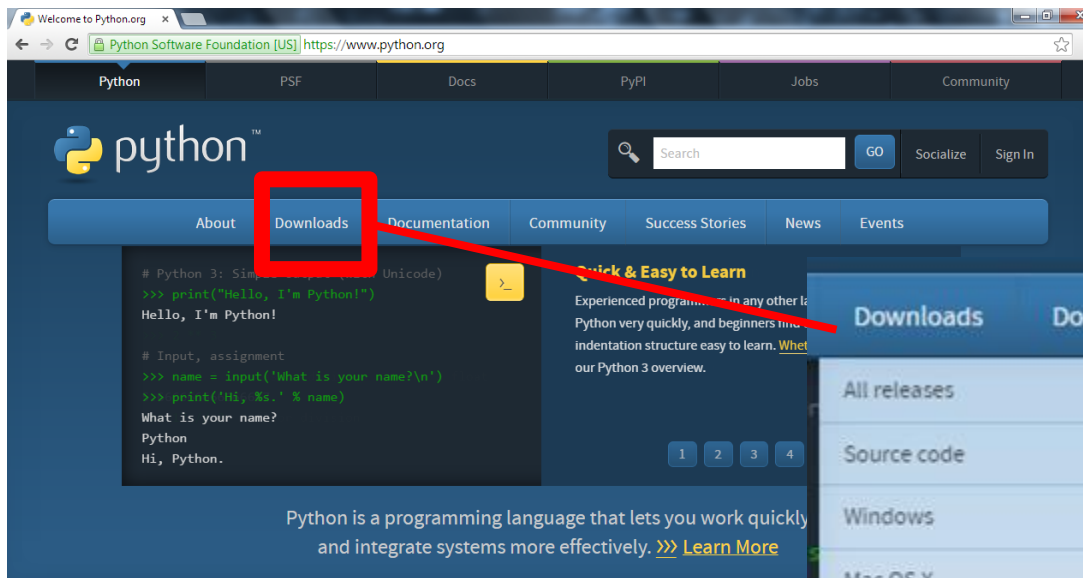 Welcome to Python.org
Python Software Foundation [US] https://www.python.org
Python PSF Docs PyPI Jobs Community
python™
Search GO Socialize Sign In
About Downloads Documentation Community Success Stories News Events
# Python 3: Unicode)
>>> print("Hello, I'm Python!")
Hello, I'm Python!
# Input, assignment
>>> name = input('What is your name?\n')
>>> print('Hi, %s.' % name)
What is your name?
Python
Hi, Python.
>_
Quick & Easy to Learn
Experienced programmers in any other
Python very quickly, and beginners find
indentation structure easy to learn. Whet
our Python 3 overview.
1 2 3 4
Downloads Do
All releases
Source code
Windows
Mac OS X
Python is a programming language that lets you work quickly
and integrate systems more effectively. >>> Learn More